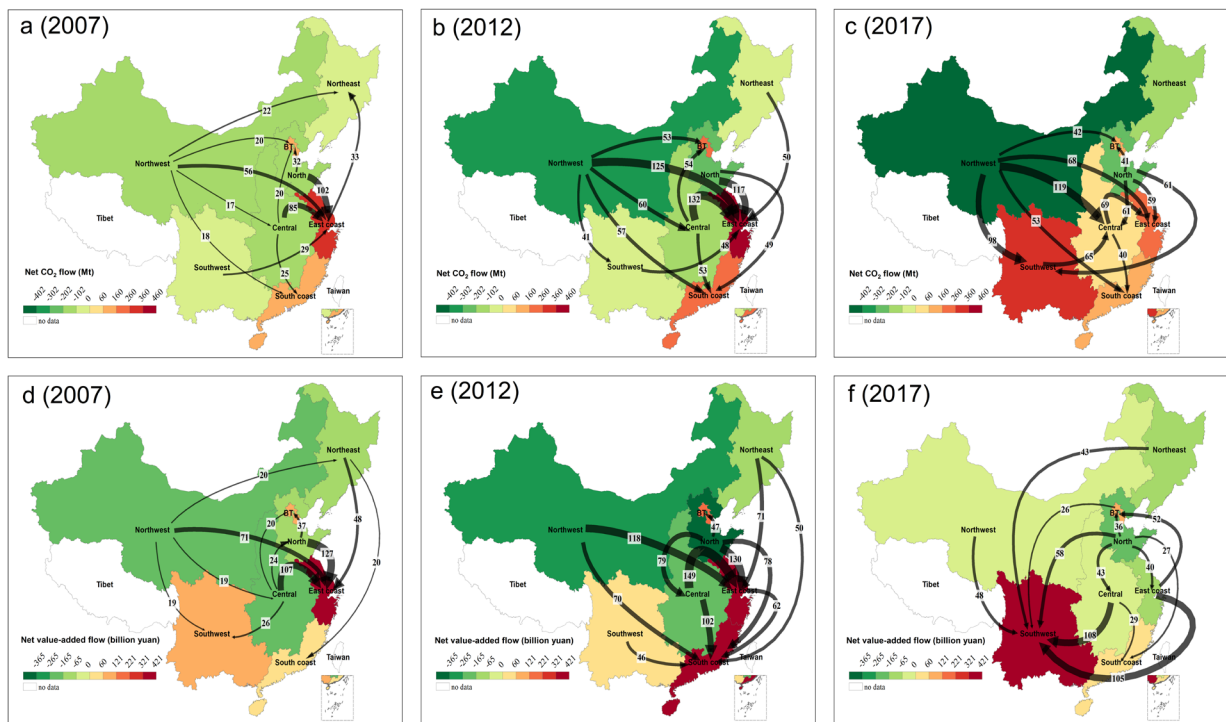 a (2007)
Northeast
22
BT
20
32
33
Northwest
North
56
102
20
17
85
Tibet
Central
East coast
18
29
Southwest
25
Net CO2 flow (Mt)
South coast
Taiwan
-402
-302
-202
-102
0
60
160
260
360
460
no data
b (2012)
Northeast
53
BT
50
54
Northwest
125
North
117
132
Tibet
60
Central
East coast
41
57
48
49
Southwest
53
Net CO2 flow (Mt)
South coast
Taiwan
-402
-302
-202
-102
0
60
160
260
360
460
no data
c (2017)
Northeast
42
BT
41
Northwest
68
North
61
119
59
69
61
Tibet
53
Central
East coast
98
40
65
Southwest
Net CO2 flow (Mt)
South coast
Taiwan
-402
-302
-202
-102
0
60
160
260
360
460
no data
d (2007)
Northeast
20
48
BT
20
37
Northwest
North
71
127
20
24
107
19
Tibet
Central
East coast
19
26
Southwest
Net value-added flow (billion yuan)
South coast
Taiwan
-365
-265
-165
-65
0
60
121
221
321
421
no data
e (2012)
Northeast
71
50
BT
47
Northwest
118
North
79
130
78
149
Tibet
Central
East coast
70
62
102
Southwest
46
Net value-added flow (billion yuan)
South coast
Taiwan
-365
-265
-165
-65
0
60
121
221
321
421
no data
f (2017)
43
Northeast
26
BT
52
36
Northwest
North
58
27
43
40
Tibet
Central
East coast
48
29
Southwest
108
Net value-added flow (billion yuan)
South coast
Taiwan
105
-365
-265
-165
-65
0
60
121
221
321
421
no data